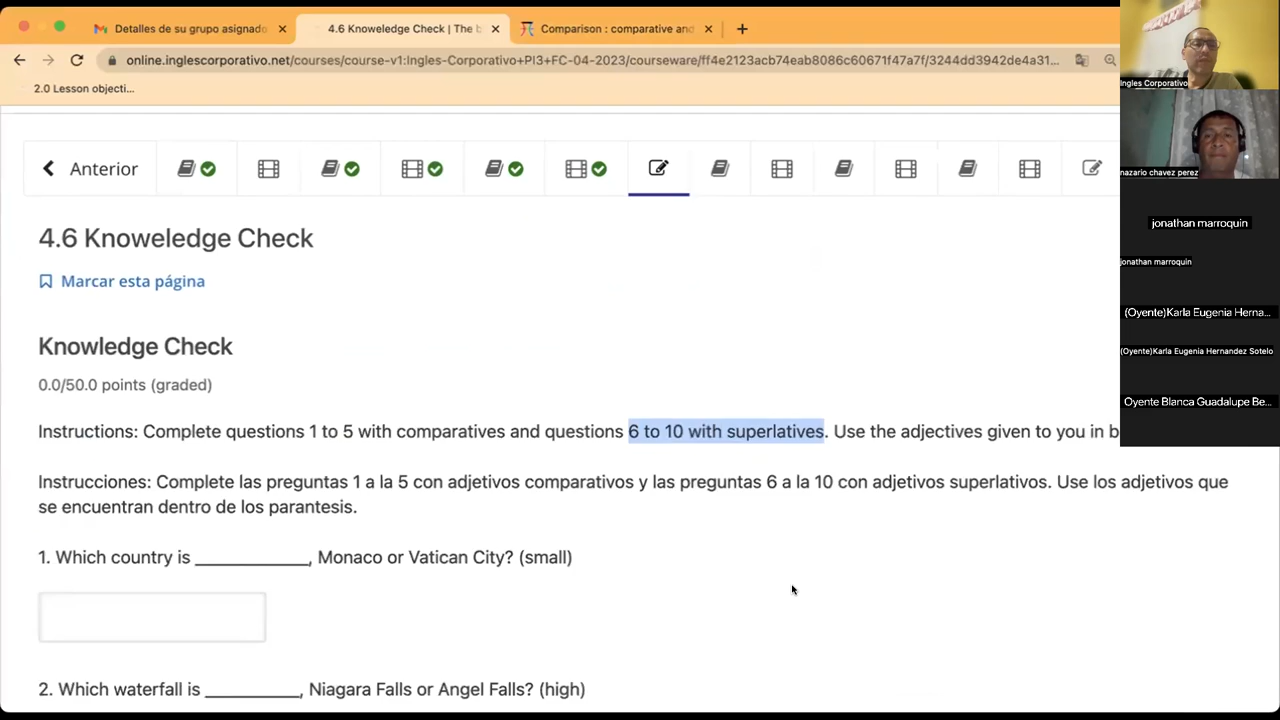 Detalles de su grupo asignado
4.6 Knoweledge Check | The b
Comparison : comparative and
online.inglescorporativo.net/courses/course-v1:Ingles-Corporativo+PI3+FC-04-2023/courseware/ff4e2123acb74eab8086c60671f47a7f/3244dd3942de4a31...
2.0 Lesson objecti...
Anterior
4.6 Knoweledge Check
Marcar esta página
Knowledge Check
0.0/50.0 points (graded)
Instructions: Complete questions 1 to 5 with comparatives and questions 6 to 10 with superlatives. Use the adjectives given to you in b
Instrucciones: Complete las preguntas 1 a la 5 con adjetivos comparativos y las preguntas 6 a la 10 con adjetivos superlativos. Use los adjetivos que
se encuentran dentro de los parantesis.
1. Which country is ____________, Monaco or Vatican City? (small)
2. Which waterfall is __________, Niagara Falls or Angel Falls? (high)
Ingles Corporativo
nazario chavez perez
jonathan marroquin
jonathan marroquin
(Oyente)Karla Eugenia Herna...
(Oyente)Karla Eugenia Hernandez Sotelo
Oyente Blanca Guadalupe Be...